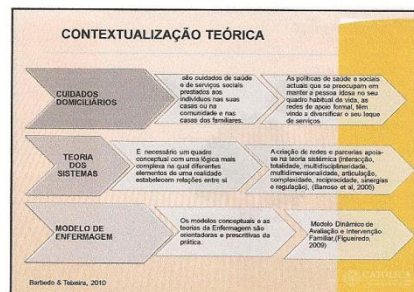 CONTEXTUALIZAÇÃO TEÓRICA
CUIDADOS
DOMICILIÁRIOS
são cuidados de saúde
e de serviços sociais
prestados aos
indivíduos nas suas
casas ou na
comunidade e nas
casas dos familiares.
As políticas de saúde e sociais
actuais que se preocupam em
manter a pessoa idosa no seu
quadro habitual de vida, as
redes de apoio formal, têm
vindo a diversificar o seu leque
de serviços
TEORIA
DOS
SISTEMAS
É necessário um quadro
conceptual com uma lógica mais
complexa na qual diferentes
elementos de uma realidade
estabelecem relações entre si
A criação de redes e parcerias apoia-
se na teoria sistémica (interacção,
totalidade, multidisciplinaridade,
multidimensionalidade, articulação,
complexidade, reciprocidade, sinergias
e regulação), (Barroso et al, 2005)
MODELO DE
ENFERMAGEM
Os modelos conceptuais e as
teorias da Enfermagem são
orientadoras e prescritivas da
prática.
Modelo Dinâmico de
Avaliação e Intervenção
Familiar,(Figueiredo,
2009)
Barbedo & Teixeira, 2010
CATÓLICA